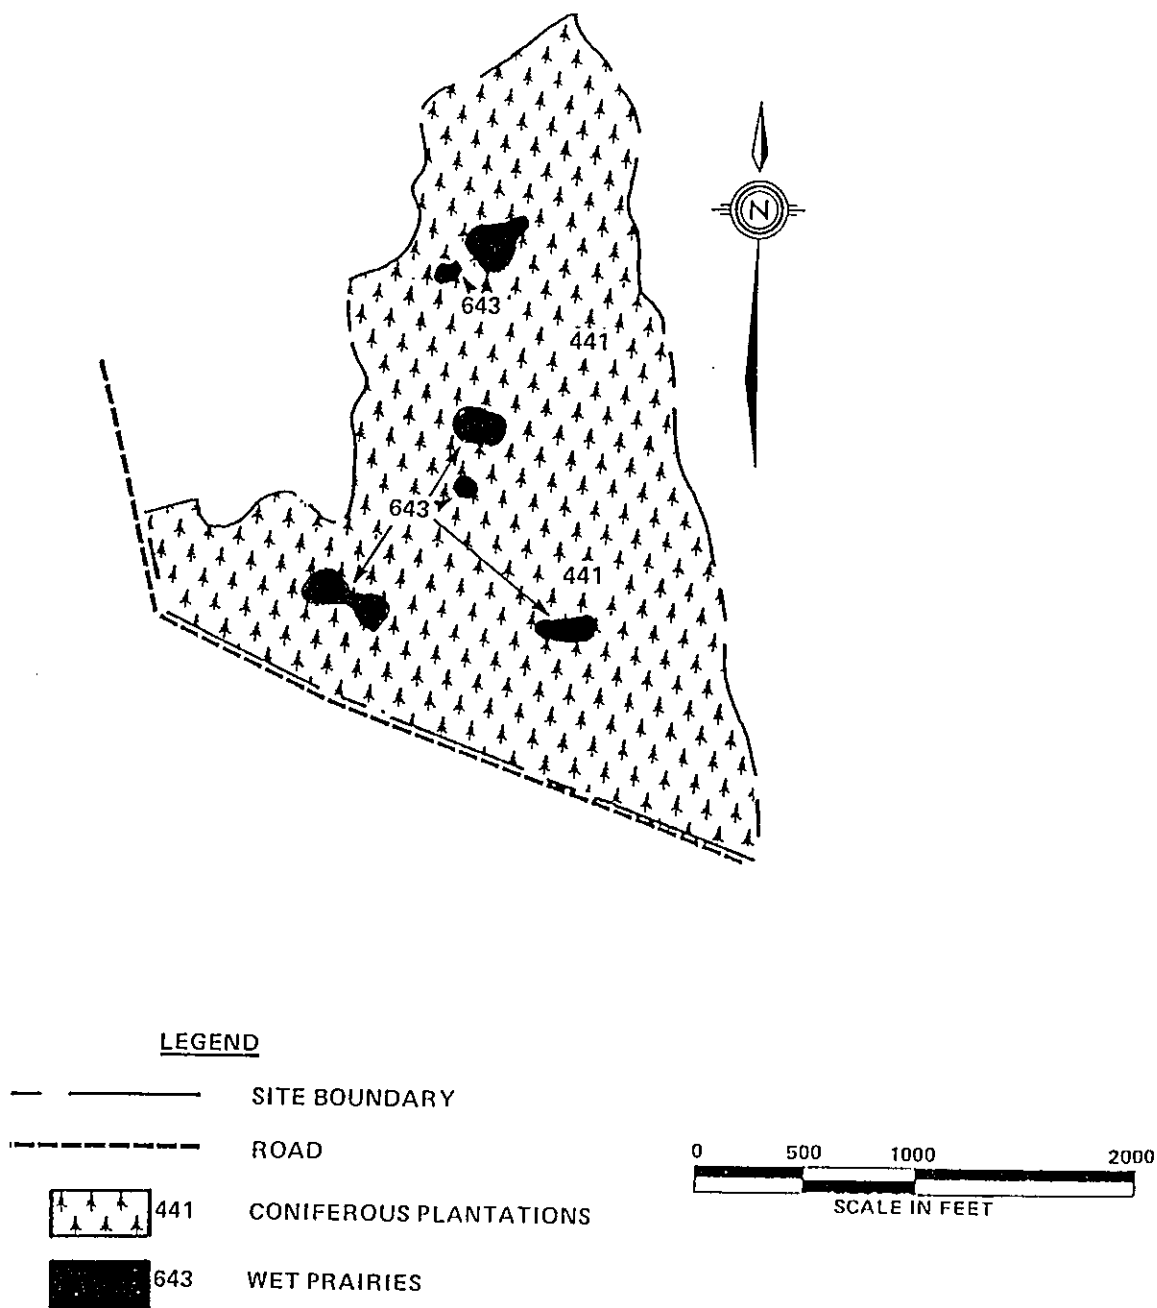 N
643
441
643
441
LEGEND
SITE BOUNDARY
ROAD
441 CONIFEROUS PLANTATIONS
643 WET PRAIRIES
0 500 1000 2000
SCALE IN FEET